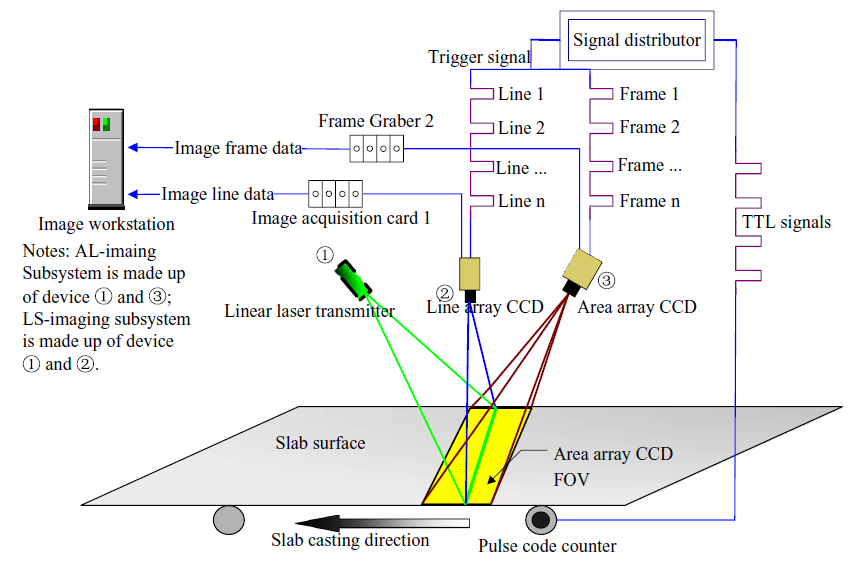 Signal distributor
Trigger signal
Line 1
Frame 1
Frame Graber 2
Line 2
Frame 2
Image frame data
Line ...
Frame ...
Image line data
Line n
Frame n
Image acquisition card 1
TTL signals
Image workstation
Notes: AL-imaing
Subsystem is made up
of device ① and ③;
LS-imaging subsystem
is made up of device
① and ②.
①
②
③
Linear laser transmitter
Line array CCD
Area array CCD
Slab surface
Area array CCD
FOV
Slab casting direction
Pulse code counter